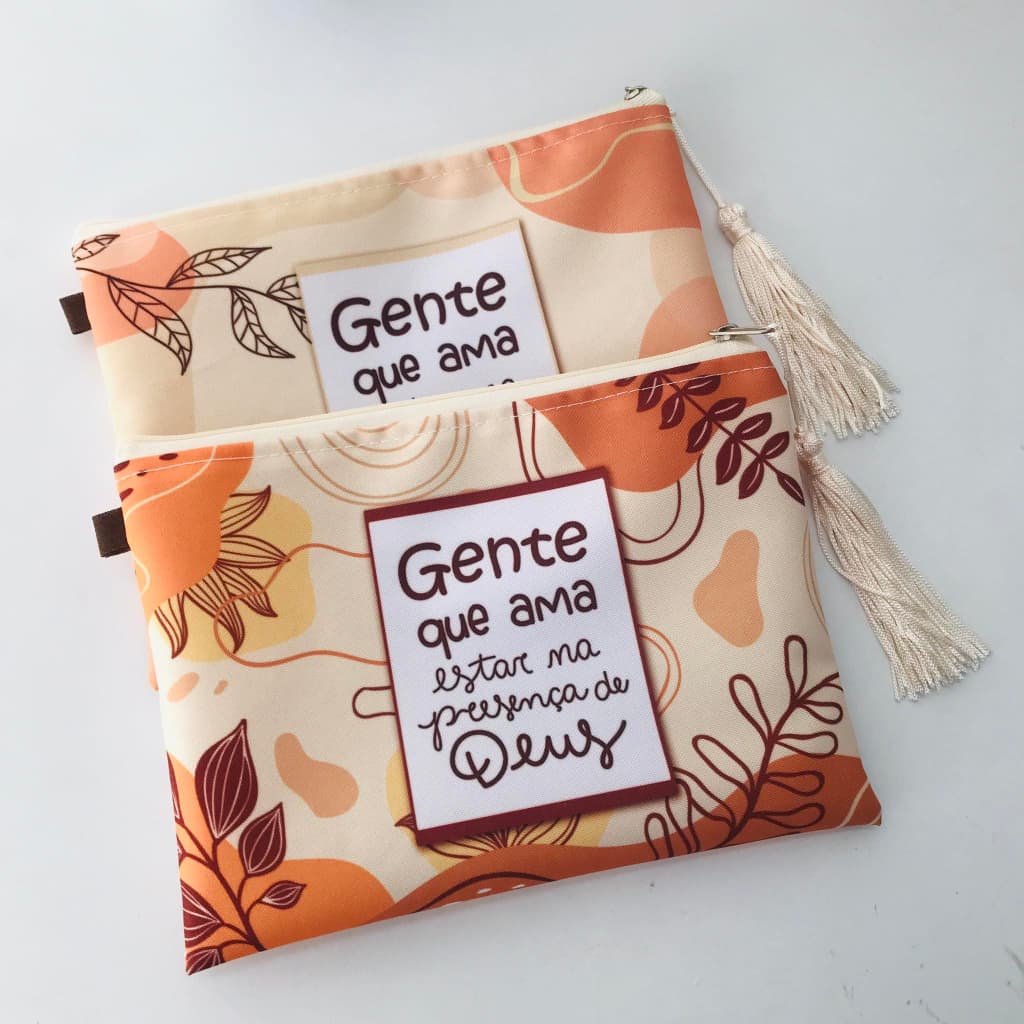 Gente
que ama
Gente
que ama
estar na
presença de
Deus